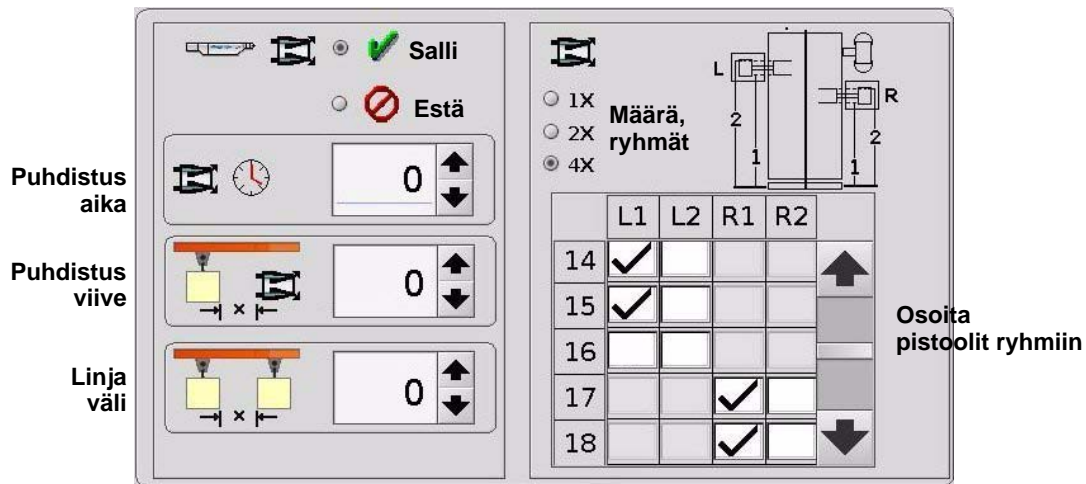 Salli
Estä
Puhdistus
aika
0
Puhdistus
viive
0
x
Linja
väli
0
x
1X
2X
4X
Määrä,
ryhmät
L
R
2
1
1
2
L1 L2 R1 R2
14
15
16
17
18
Osoita
pistoolit ryhmiin